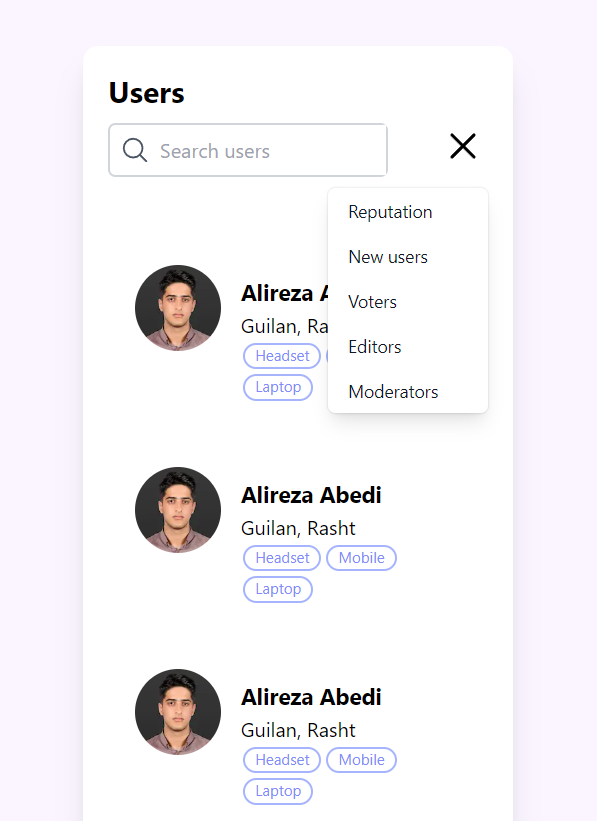 Users
Search users
Reputation
New users
Voters
Editors
Moderators
Alireza A
Guilan, Ra
Headset
Laptop
Alireza Abedi
Guilan, Rasht
Headset Mobile
Laptop
Alireza Abedi
Guilan, Rasht
Headset Mobile
Laptop